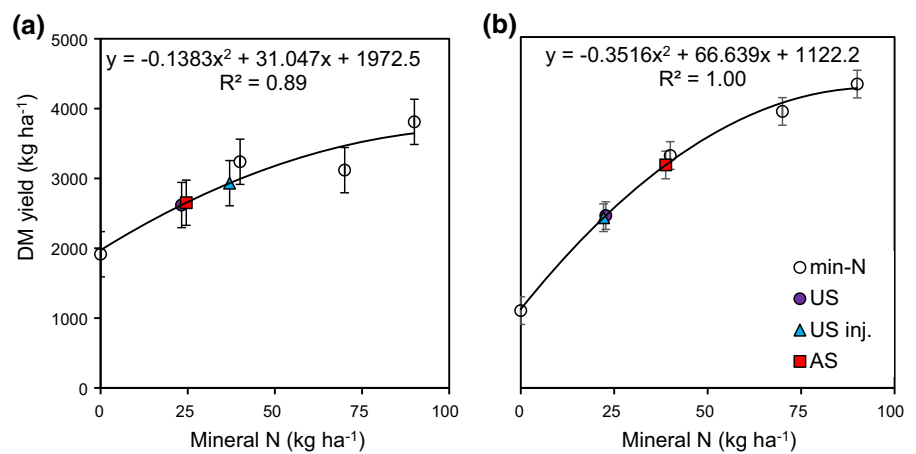 (a)
y = -0.1383x² + 31.047x + 1972.5
R² = 0.89
DM yield (kg ha⁻¹)
5000
4000
3000
2000
1000
0
0 25 50 75 100
Mineral N (kg ha⁻¹)
(b)
y = -0.3516x² + 66.639x + 1122.2
R² = 1.00
min-N
US
US inj.
AS
0 25 50 75 100
Mineral N (kg ha⁻¹)